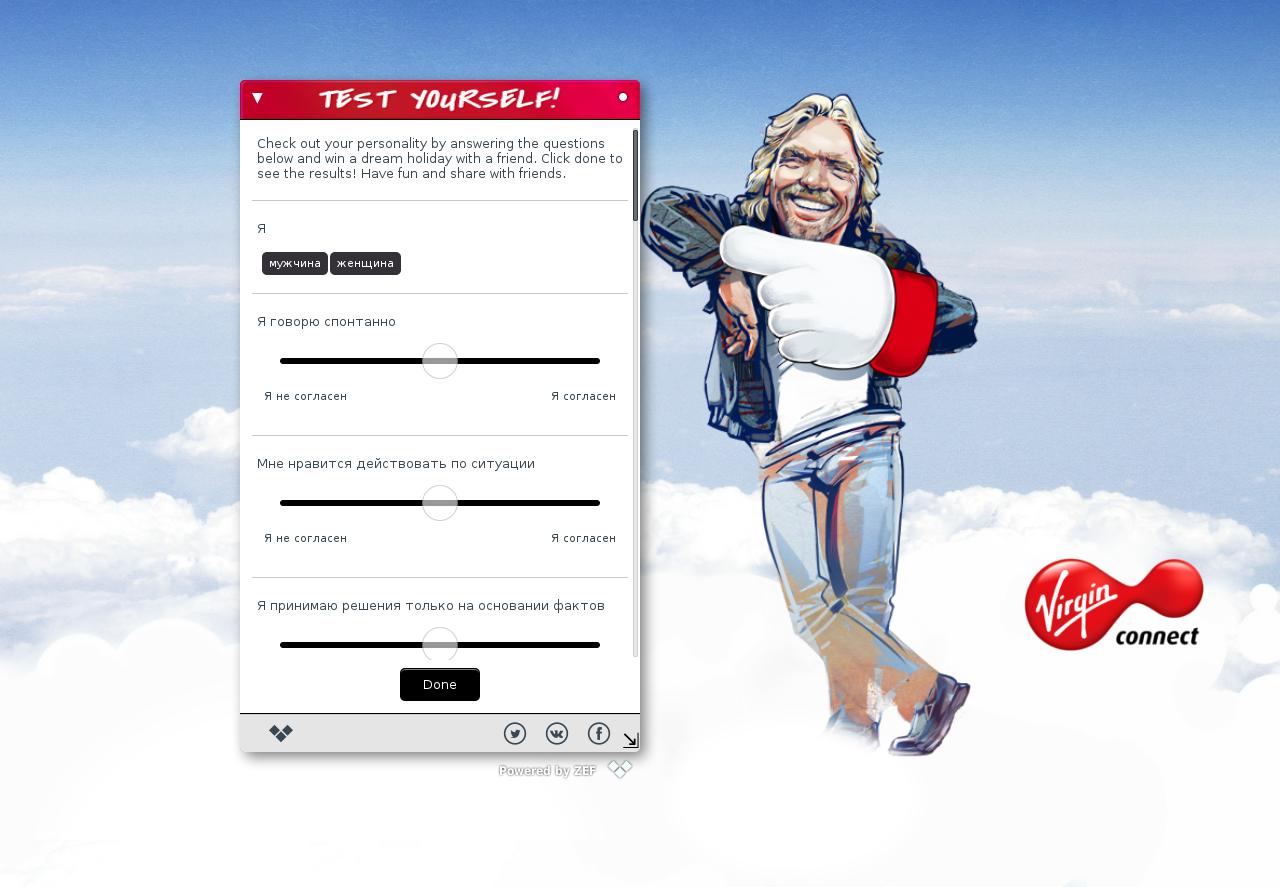 TEST YOURSELF!
Check out your personality by answering the questions
below and win a dream holiday with a friend. Click done to
see the results! Have fun and share with friends.
Я
мужчина женщина
Я говорю спонтанно
Я не согласен Я согласен
Мне нравится действовать по ситуации
Я не согласен Я согласен
Я принимаю решения только на основании фактов
Done
Powered by ZEF
Virgin
connect